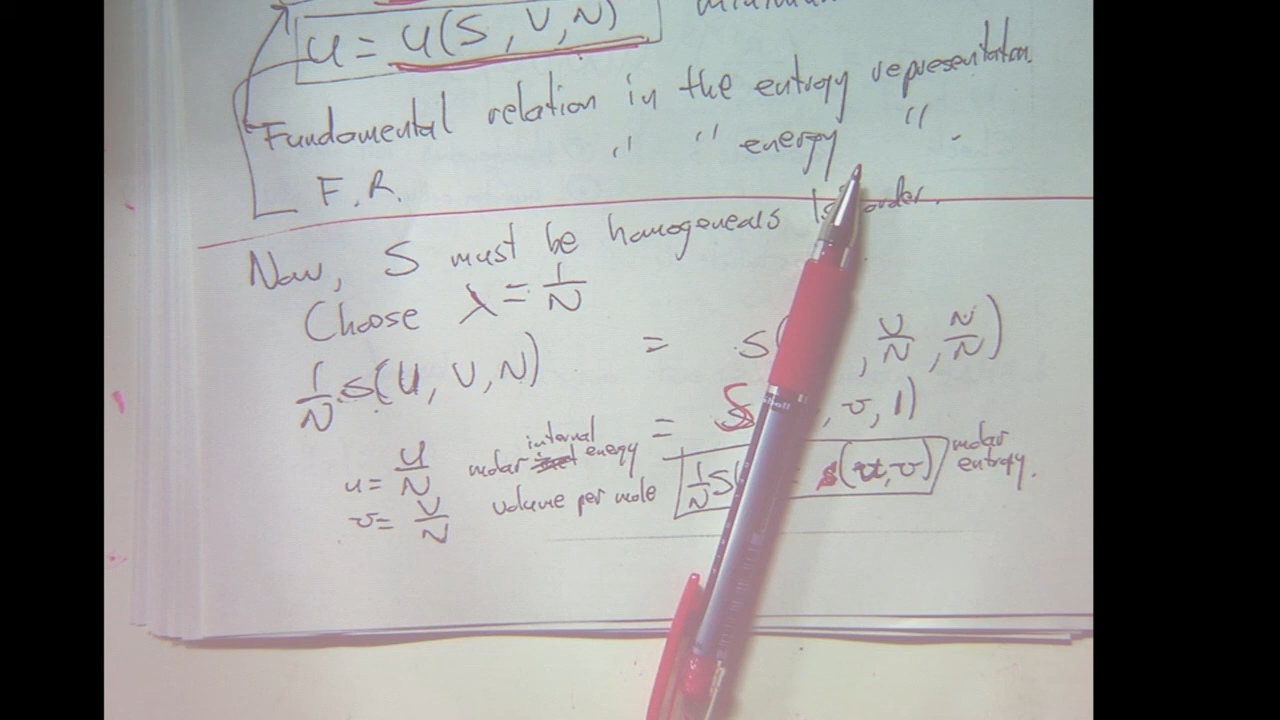 U = U(S, V, N)
Fundamental relation in the entropy representation.
" " energy " .
F. R.
Now, S must be homogeneous 1st order.
Choose λ = 1/N
1/N S(U, V, N) = S( , V/N, N/N)
= S( , v, 1)
u = U/N molar internal energy
v = V/N volume per mole
1/N S( = s(u, v) molar entropy.